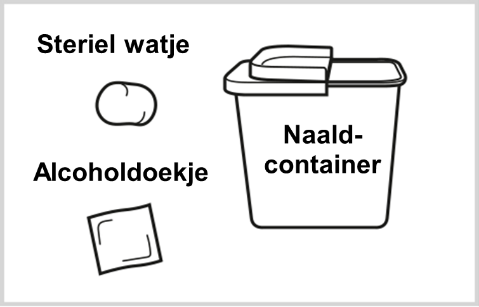 Steriel watje
Alcoholdoekje
Naald-
container